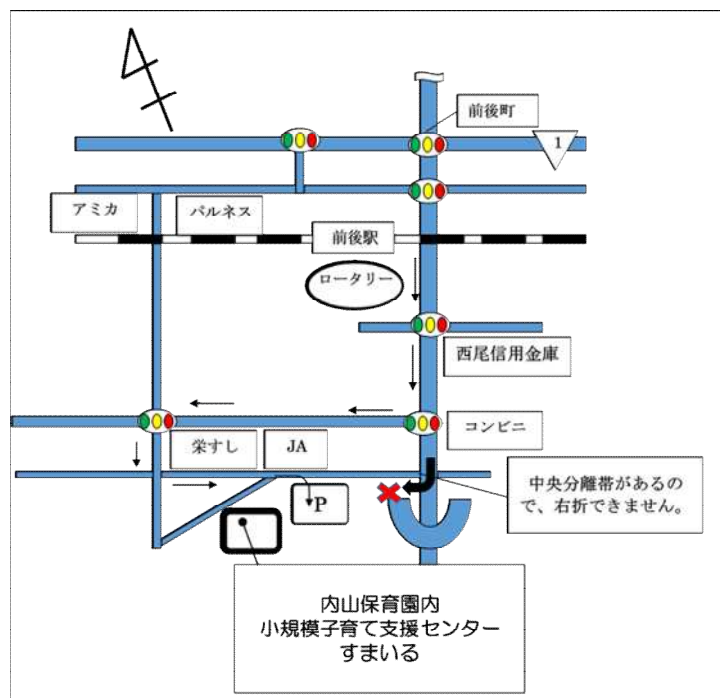 前後町
1
アミカ
パルネス
前後駅
ロータリー
西尾信用金庫
コンビニ
栄すし
JA
P
中央分離帯があるの
で、右折できません。
内山保育園内
小規模子育て支援センター
すまいる